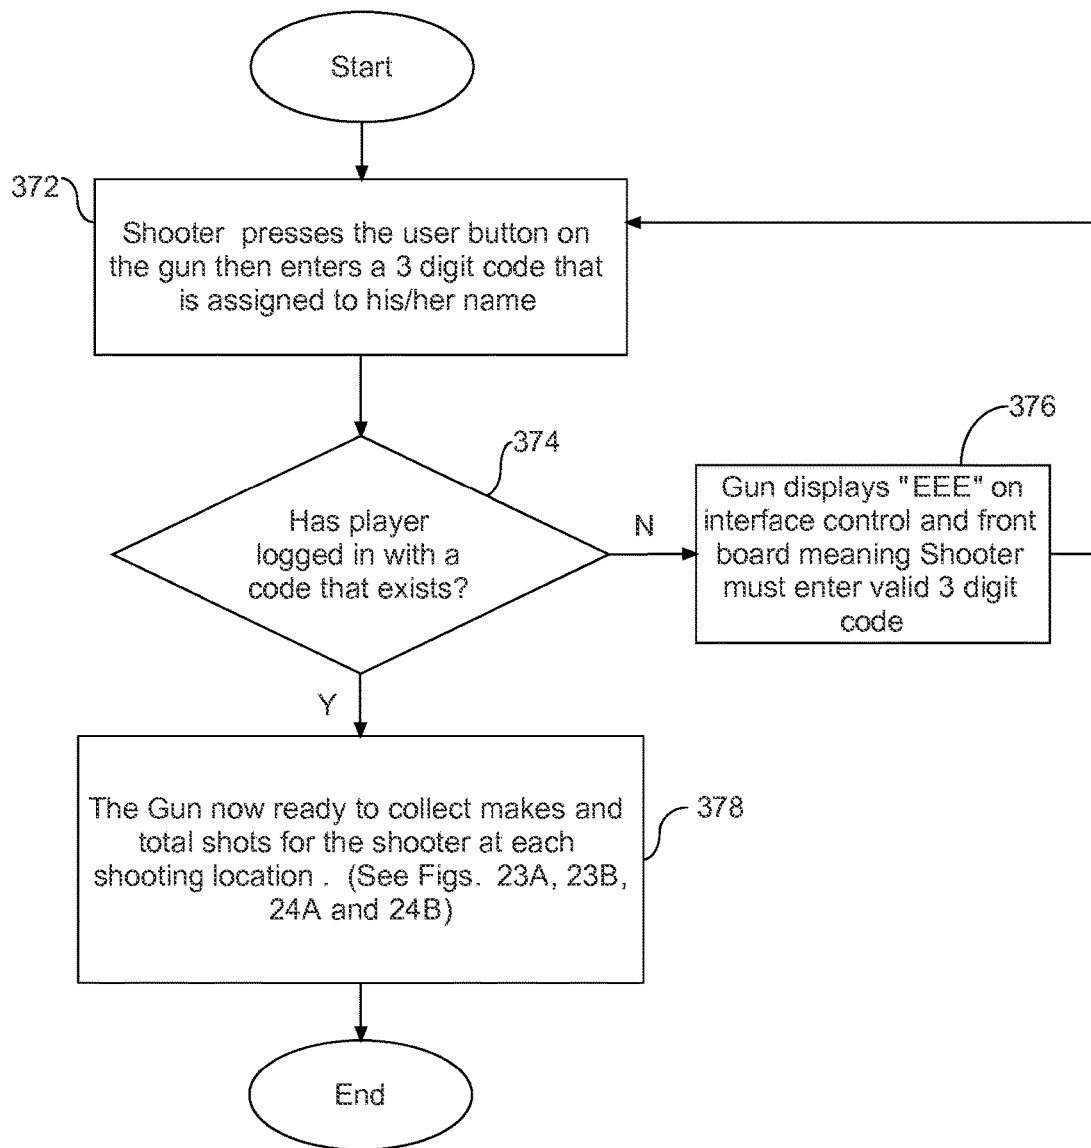 Start
372
Shooter presses the user button on
the gun then enters a 3 digit code that
is assigned to his/her name
374
Has player
logged in with a
code that exists?
N
376
Gun displays "EEE" on
interface control and front
board meaning Shooter
must enter valid 3 digit
code
Y
The Gun now ready to collect makes and
total shots for the shooter at each
shooting location . (See Figs. 23A, 23B,
24A and 24B)
378
End